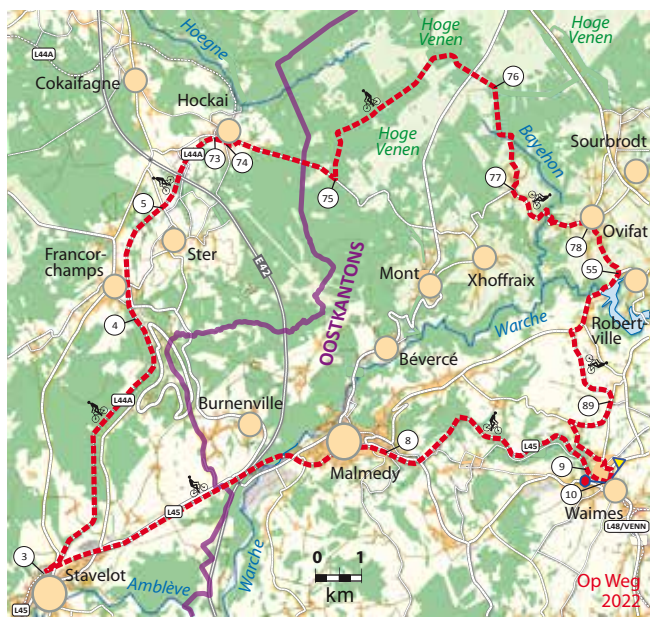 L44A
Hoegne
Hoge
Venen
Hoge
Venen
Cokaifagne
76
Hockai
Hoge
Venen
Bayehon
Sourbrodt
L44A
73
74
75
77
5
Ster
Ovifat
78
Francor-
champs
E 42
OOSTKANTONS
Mont
Xhoffraix
55
4
Warche
Robert-
ville
Bévercé
L44A
Burnenville
89
8
L45
Malmedy
9
10
Waimes
L45
L48/VENN
3
Stavelot
Warche
0 1
km
L45
Amblève
Op Weg
2022